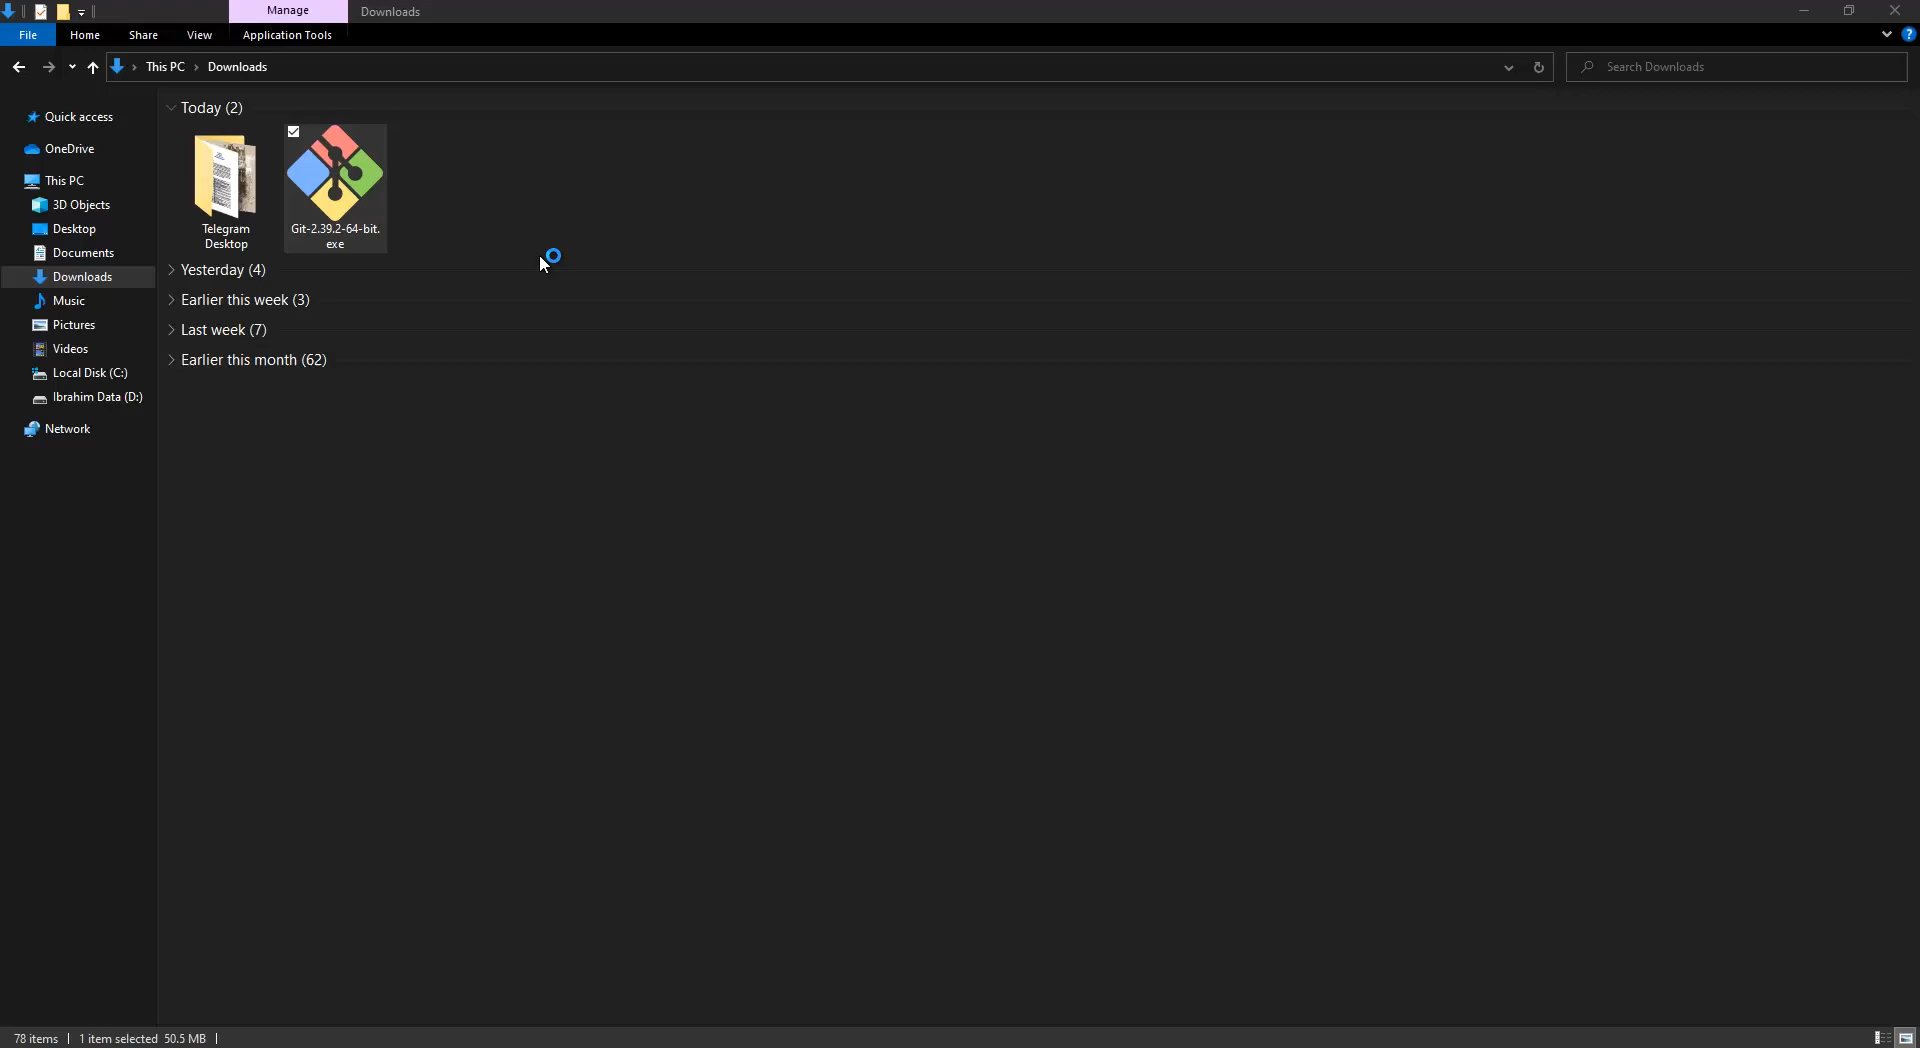 Manage
Downloads
File
Home
Share
View
Application Tools
This PC
Downloads
Search Downloads
Quick access
OneDrive
This PC
3D Objects
Desktop
Documents
Downloads
Music
Pictures
Videos
Local Disk (C:)
Ibrahim Data (D:)
Network
Today (2)
Telegram
Desktop
Git-2.39.2-64-bit.
exe
Yesterday (4)
Earlier this week (3)
Last week (7)
Earlier this month (62)
78 items
1 item selected 50.5 MB